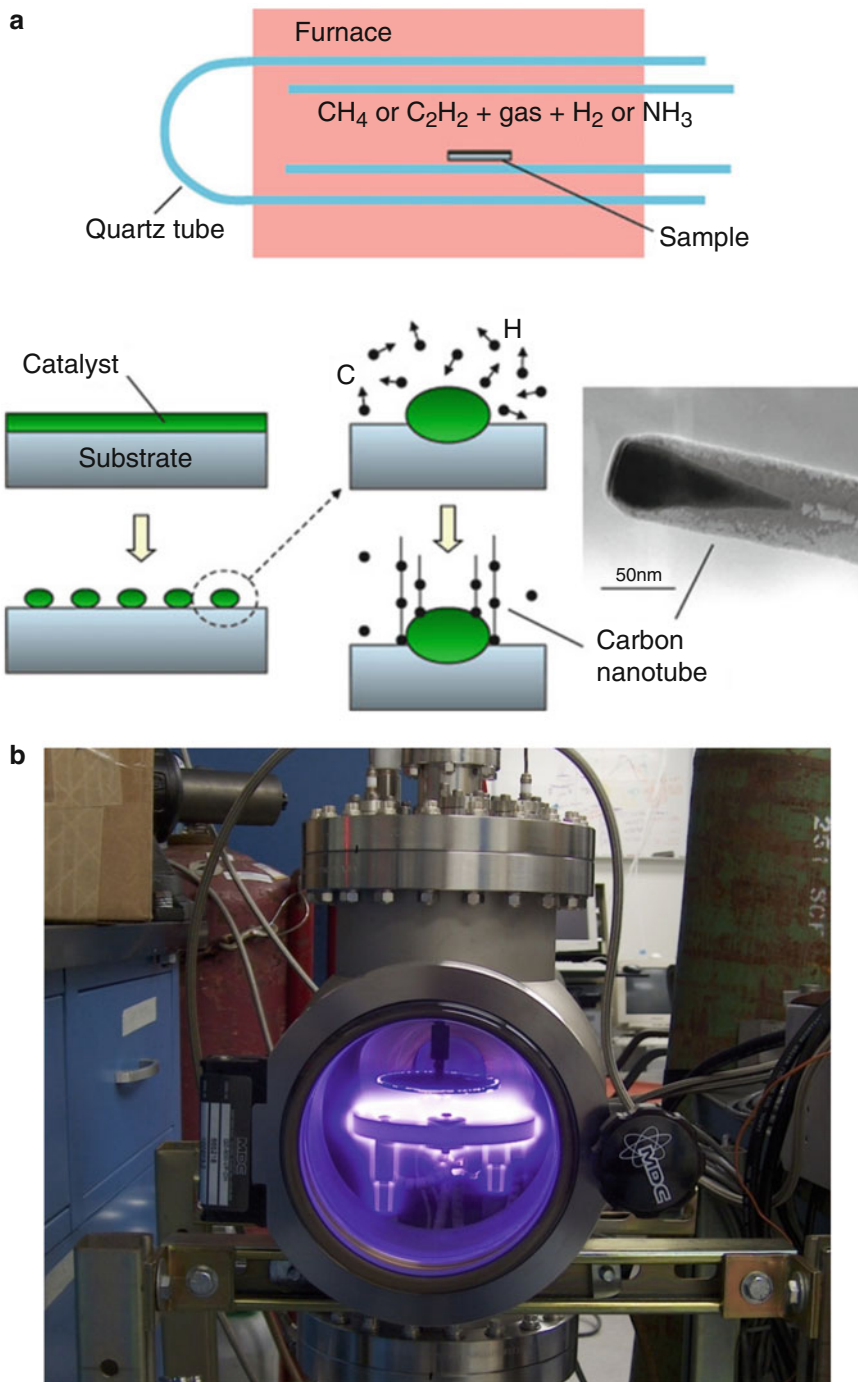 a
Furnace
CH₄ or C₂H₂ + gas + H₂ or NH₃
Quartz tube
Sample
Catalyst
Substrate
C
H
50nm
Carbon
nanotube
b
MDC